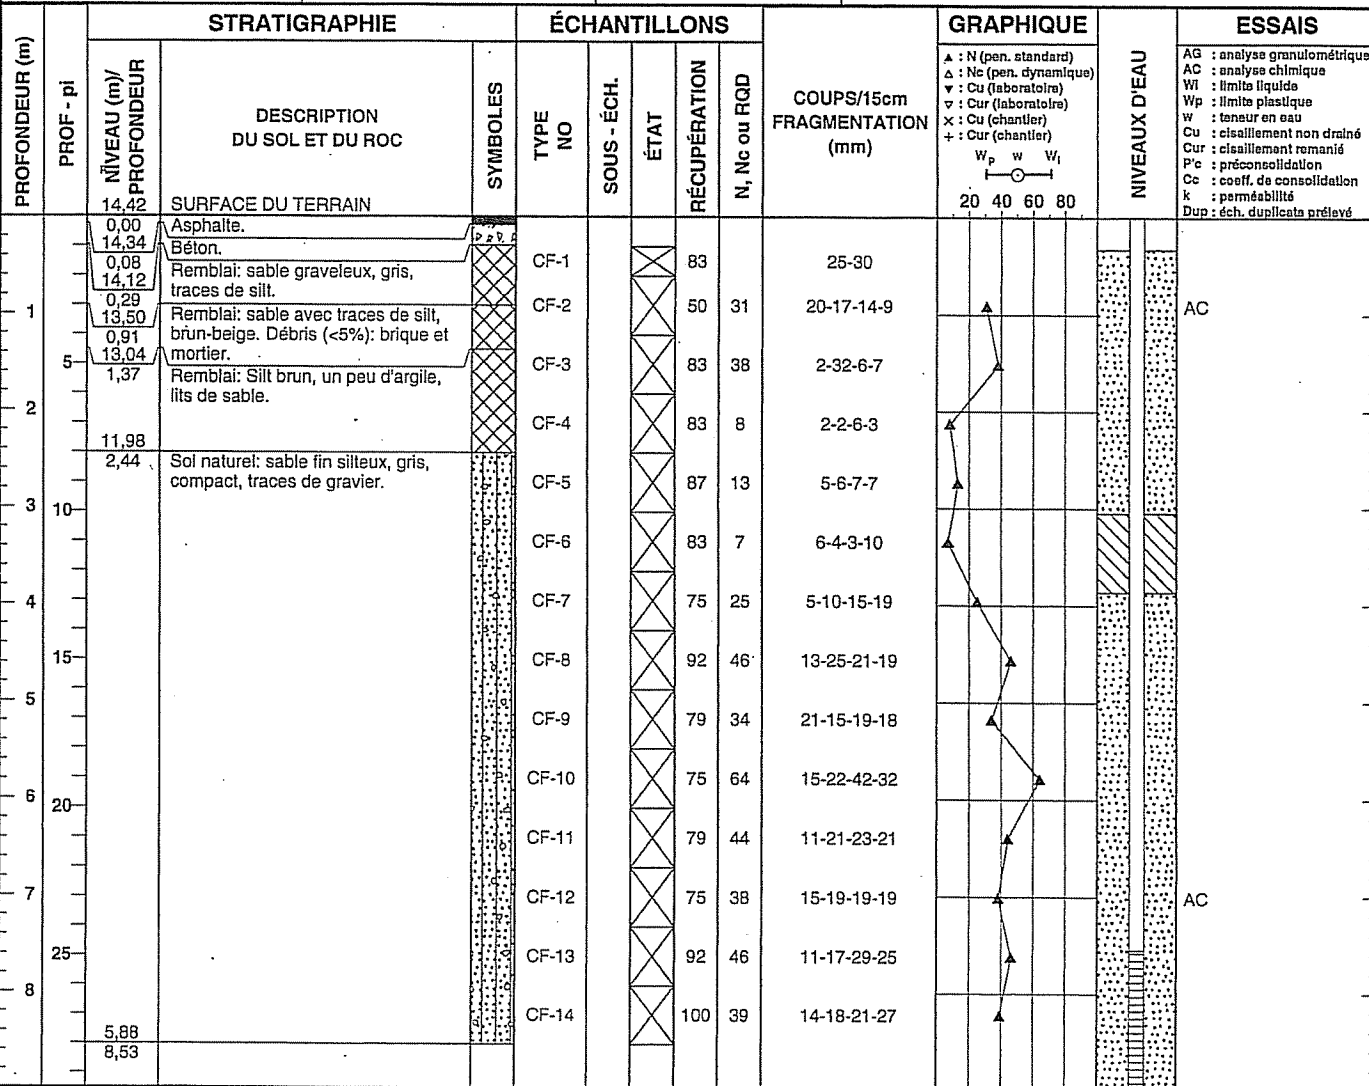 STRATIGRAPHIE
ÉCHANTILLONS
GRAPHIQUE
ESSAIS
PROFONDEUR (m)
PROF - pi
NIVEAU (m)/
PROFONDEUR
DESCRIPTION
DU SOL ET DU ROC
SYMBOLES
TYPE
NO
SOUS - ÉCH.
ÉTAT
RÉCUPÉRATION
N, Nc ou RQD
COUPS/15cm
FRAGMENTATION
(mm)
▲ : N (pen. standard)
△ : Nc (pen. dynamique)
▼ : Cu (laboratoire)
▽ : Cur (laboratoire)
× : Cu (chantier)
+ : Cur (chantier)
Wp w Wl
20 40 60 80
NIVEAUX D'EAU
AG : analyse granulométrique
AC : analyse chimique
Wl : limite liquide
Wp : limite plastique
w : teneur en eau
Cu : cisaillement non drainé
Cur : cisaillement remanié
P'c : préconsolidation
Cc : coeff. de consolidation
k : perméabilité
Dup : éch. duplicata prélevé
14,42 SURFACE DU TERRAIN
0,00 Asphalte.
14,34 Béton.
0,08
14,12
Remblai: sable graveleux, gris,
traces de silt.
0,29
13,50
Remblai: sable avec traces de silt,
brun-beige. Débris (<5%): brique et
mortier.
0,91
13,04
1,37
Remblai: Silt brun, un peu d'argile,
lits de sable.
11,98
2,44
Sol naturel: sable fin silteux, gris,
compact, traces de gravier.
5,88
8,53
1
2
3
4
5
6
7
8
5
10
15
20
25
CF-1 83 25-30
CF-2 50 31 20-17-14-9 AC
CF-3 83 38 2-32-6-7
CF-4 83 8 2-2-6-3
CF-5 87 13 5-6-7-7
CF-6 83 7 6-4-3-10
CF-7 75 25 5-10-15-19
CF-8 92 46 13-25-21-19
CF-9 79 34 21-15-19-18
CF-10 75 64 15-22-42-32
CF-11 79 44 11-21-23-21
CF-12 75 38 15-19-19-19 AC
CF-13 92 46 11-17-29-25
CF-14 100 39 14-18-21-27